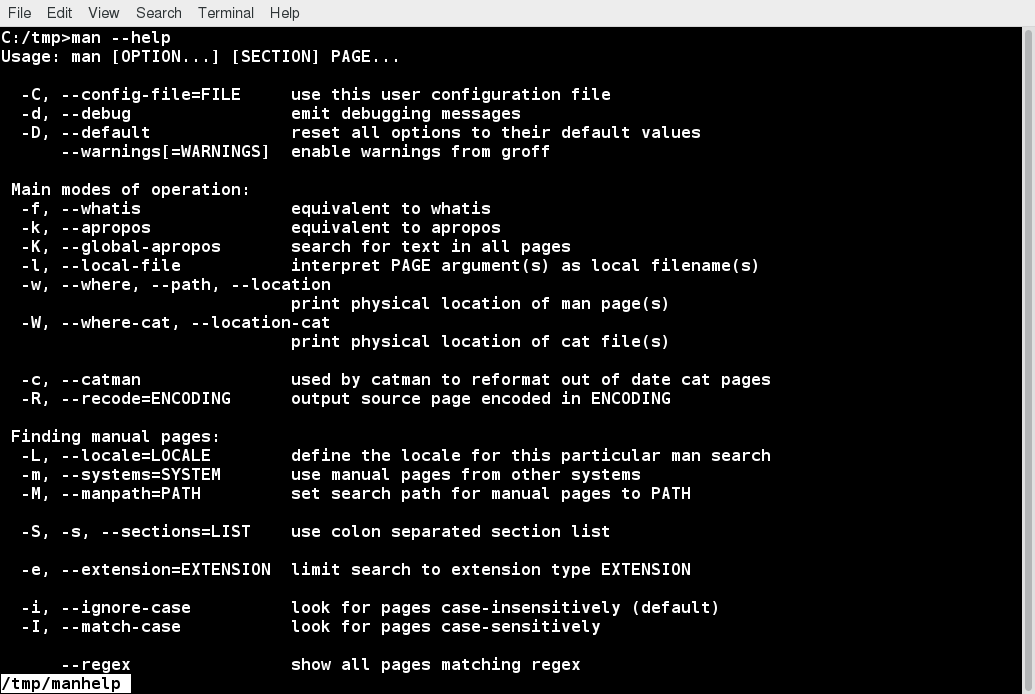 File Edit View Search Terminal Help
C:/tmp>man --help
Usage: man [OPTION...] [SECTION] PAGE...
-C, --config-file=FILE use this user configuration file
-d, --debug emit debugging messages
-D, --default reset all options to their default values
--warnings[=WARNINGS] enable warnings from groff
Main modes of operation:
-f, --whatis equivalent to whatis
-k, --apropos equivalent to apropos
-K, --global-apropos search for text in all pages
-l, --local-file interpret PAGE argument(s) as local filename(s)
-w, --where, --path, --location
print physical location of man page(s)
-W, --where-cat, --location-cat
print physical location of cat file(s)
-c, --catman used by catman to reformat out of date cat pages
-R, --recode=ENCODING output source page encoded in ENCODING
Finding manual pages:
-L, --locale=LOCALE define the locale for this particular man search
-m, --systems=SYSTEM use manual pages from other systems
-M, --manpath=PATH set search path for manual pages to PATH
-S, -s, --sections=LIST use colon separated section list
-e, --extension=EXTENSION limit search to extension type EXTENSION
-i, --ignore-case look for pages case-insensitively (default)
-I, --match-case look for pages case-sensitively
--regex show all pages matching regex
/tmp/manhelp